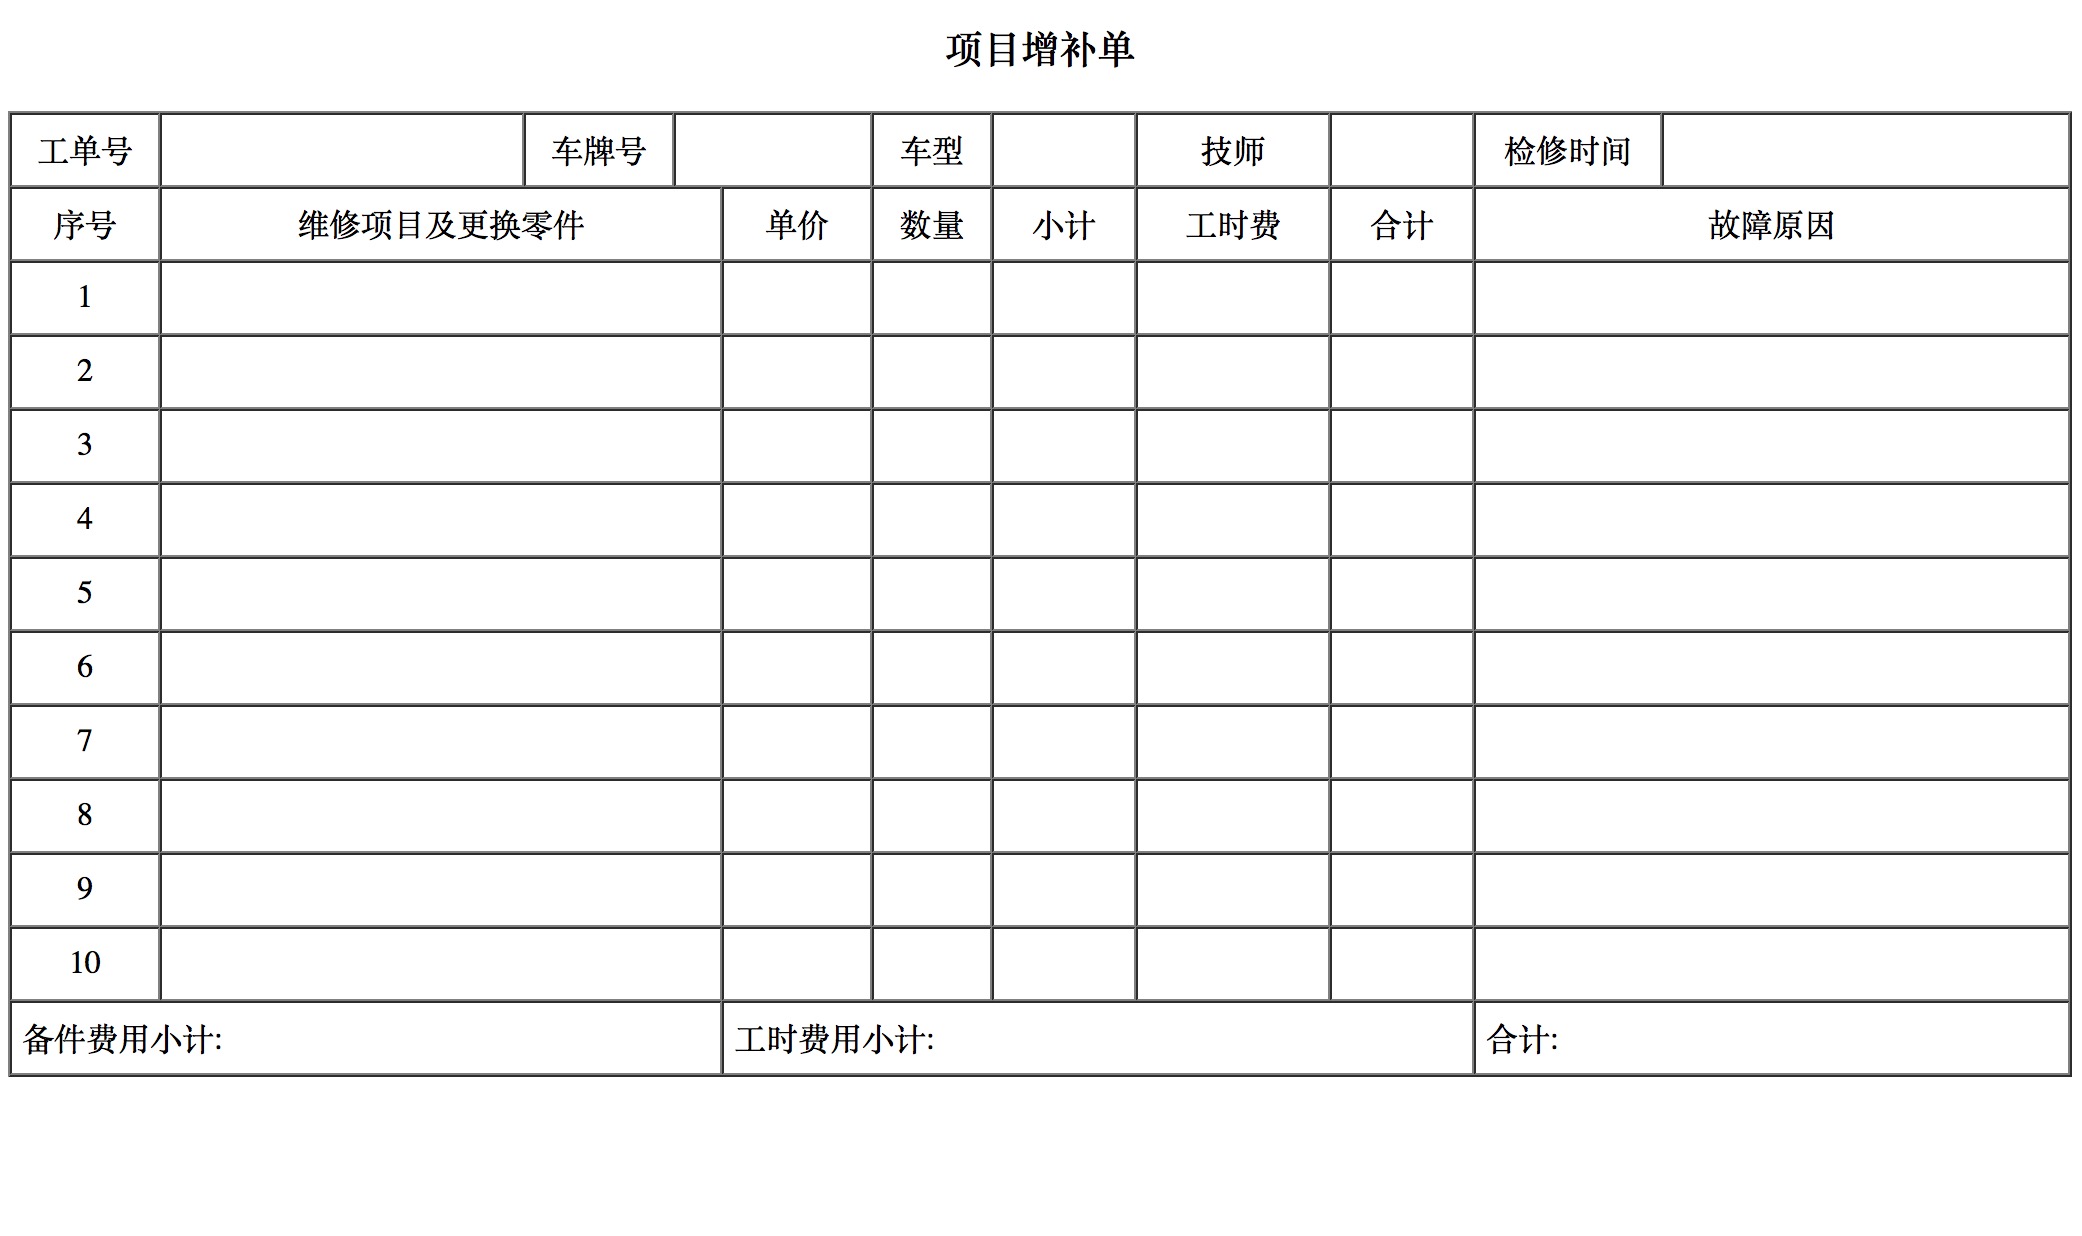 项目增补单
工单号 车牌号 车型 技师 检修时间
序号 维修项目及更换零件 单价 数量 小计 工时费 合计 故障原因
1
2
3
4
5
6
7
8
9
10
备件费用小计: 工时费用小计: 合计: